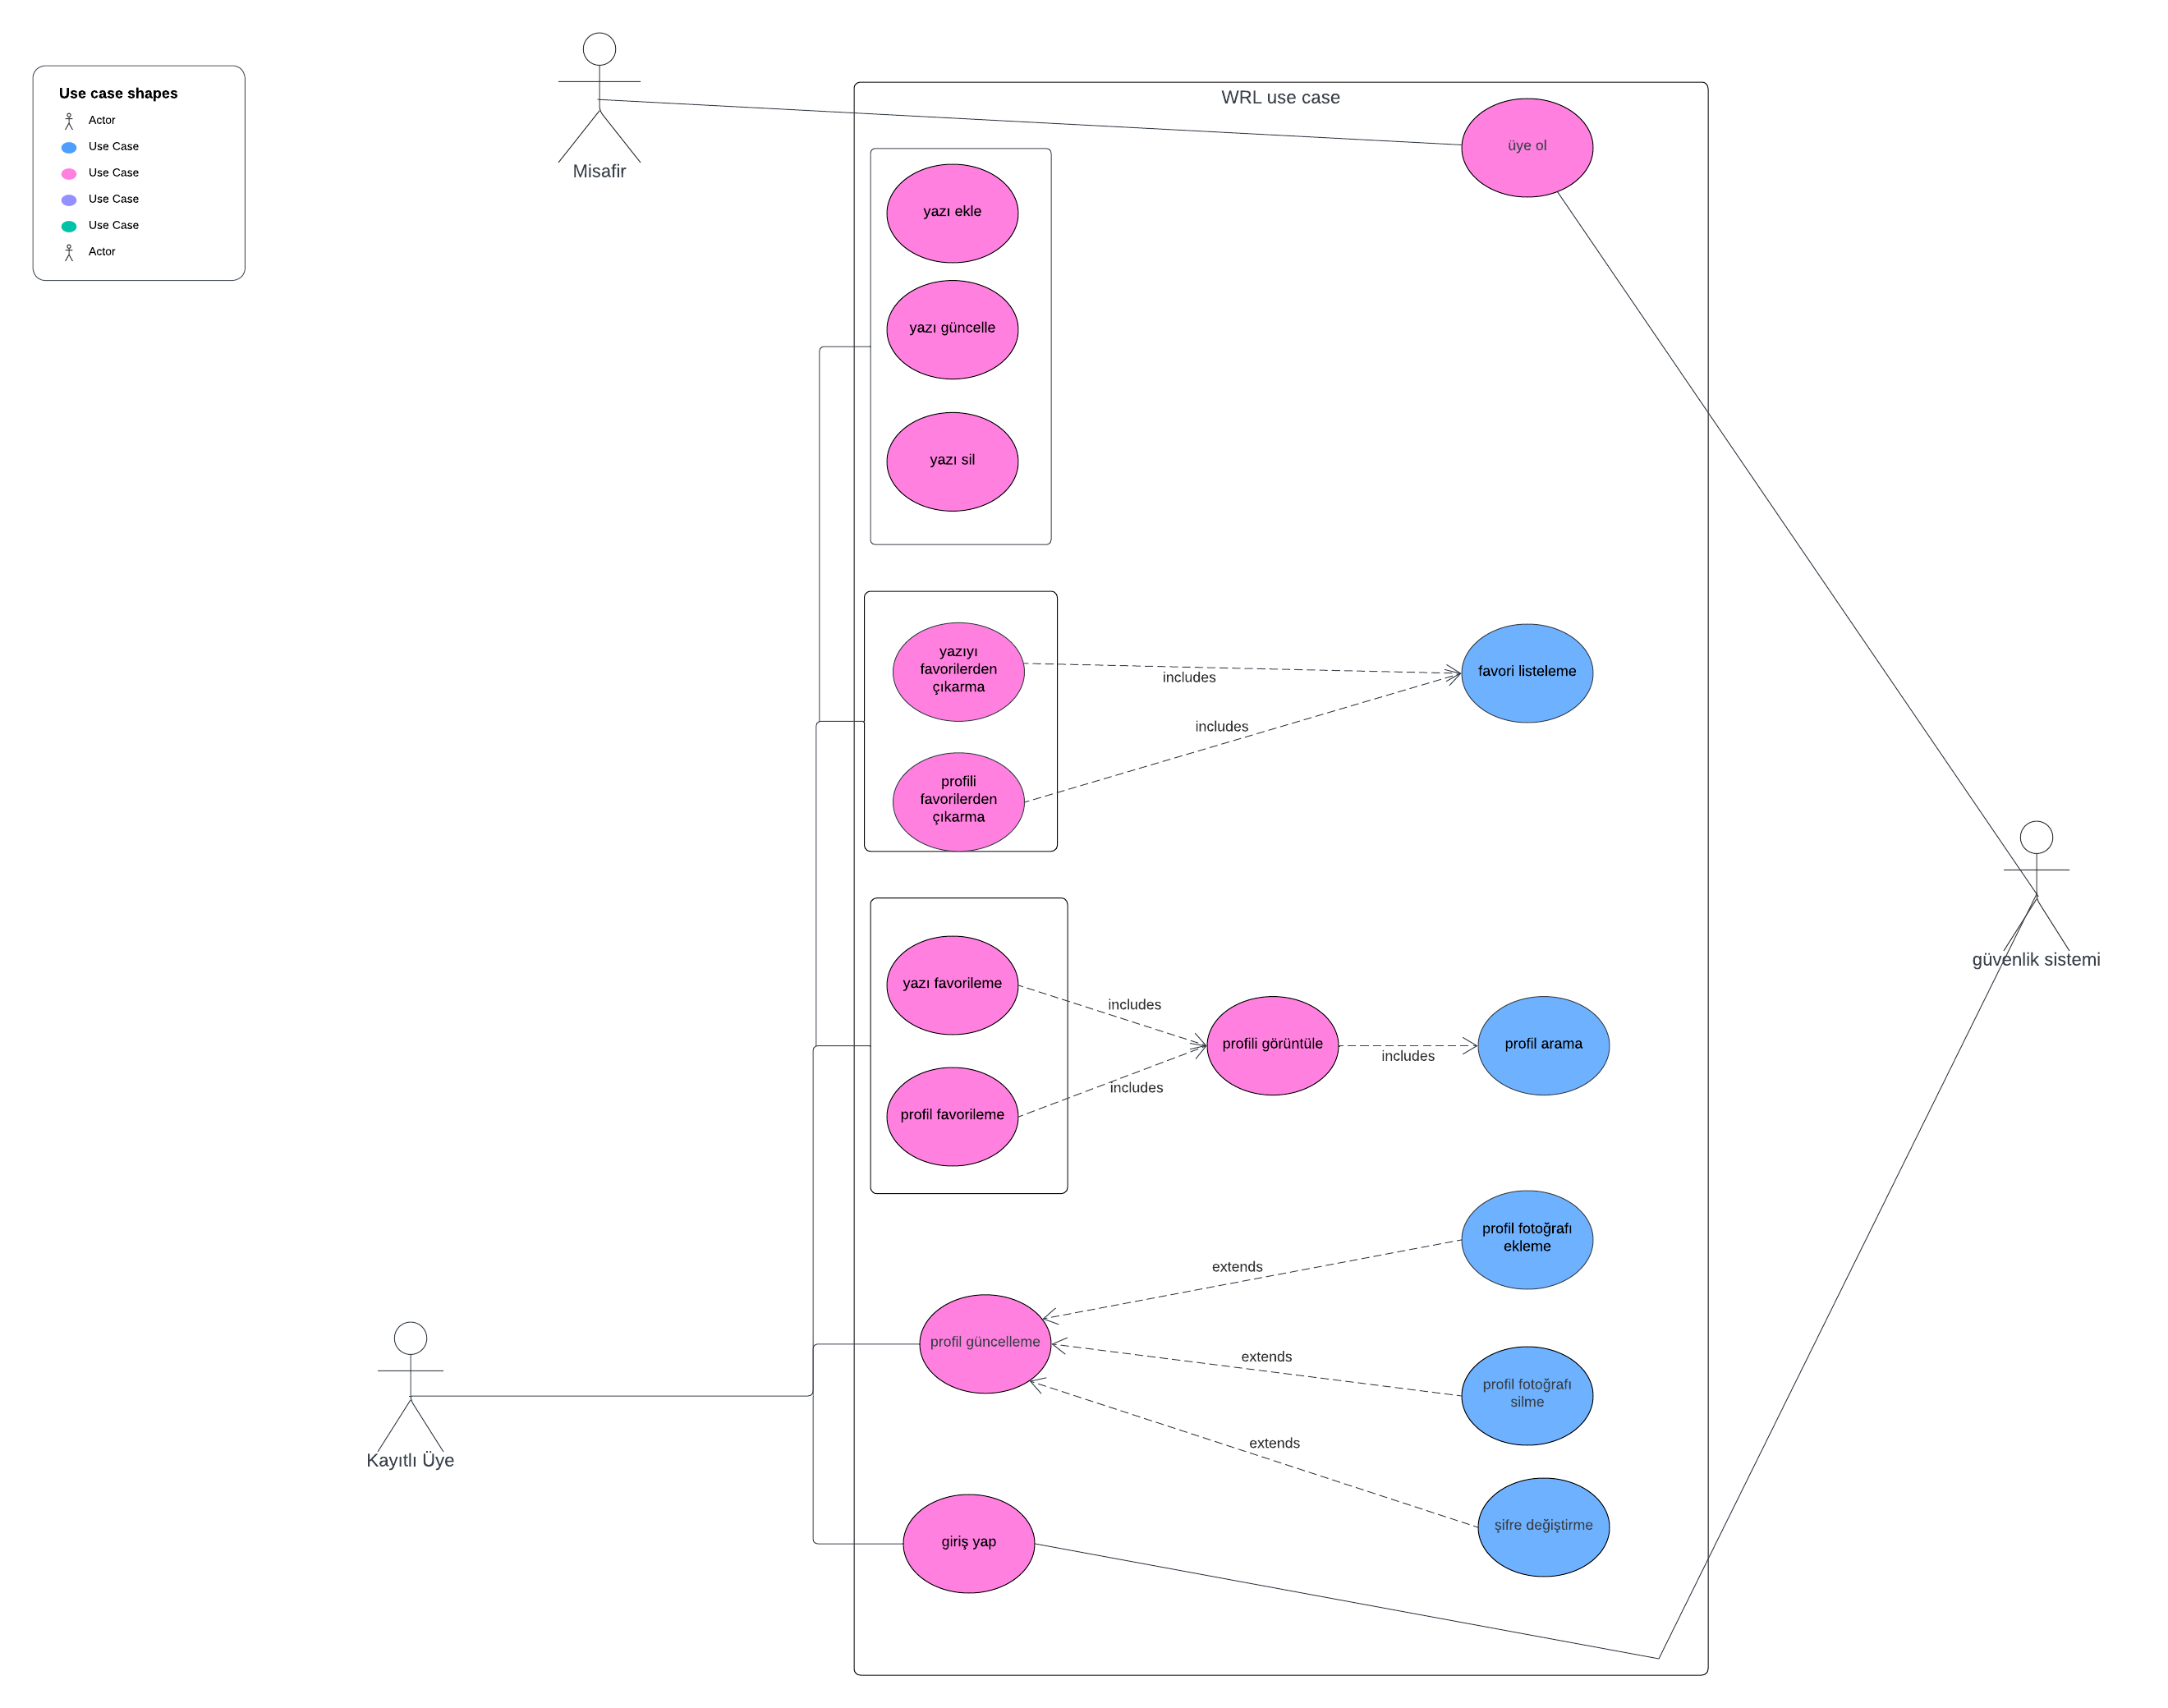 Use case shapes
Actor
Use Case
Use Case
Use Case
Use Case
Actor
Misafir
WRL use case
üye ol
yazı ekle
yazı güncelle
yazı sil
yazıyı
favorilerden
çıkarma
includes
favori listeleme
includes
profili
favorilerden
çıkarma
güvenlik sistemi
yazı favorileme
includes
profili görüntüle
includes
profil arama
includes
profil favorileme
profil fotoğrafı
ekleme
extends
profil güncelleme
extends
profil fotoğrafı
silme
extends
şifre değiştirme
Kayıtlı Üye
giriş yap